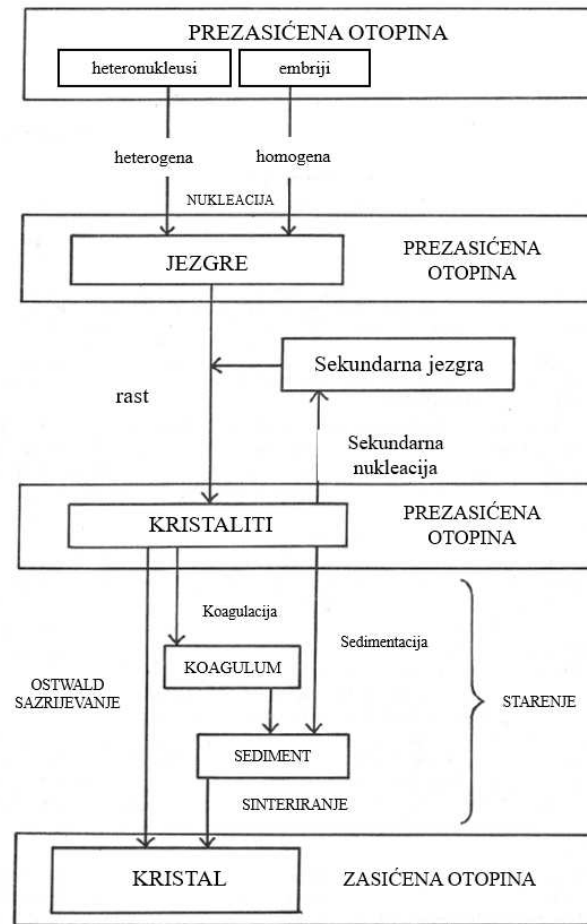 PREZASIĆENA OTOPINA
heteronukleusi
embriji
heterogena
homogena
NUKLEACIJA
JEZGRE
PREZASIĆENA
OTOPINA
Sekundarna jezgra
rast
Sekundarna
nukleacija
KRISTALITI
PREZASIĆENA
OTOPINA
Koagulacija
Sedimentacija
KOAGULUM
OSTWALD
SAZRIJEVANJE
STARENJE
SEDIMENT
SINTERIRANJE
KRISTAL
ZASIĆENA OTOPINA